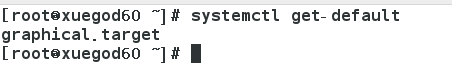 [root@xuegod60 ~]# systemctl get-default
graphical.target
[root@xuegod60 ~]#